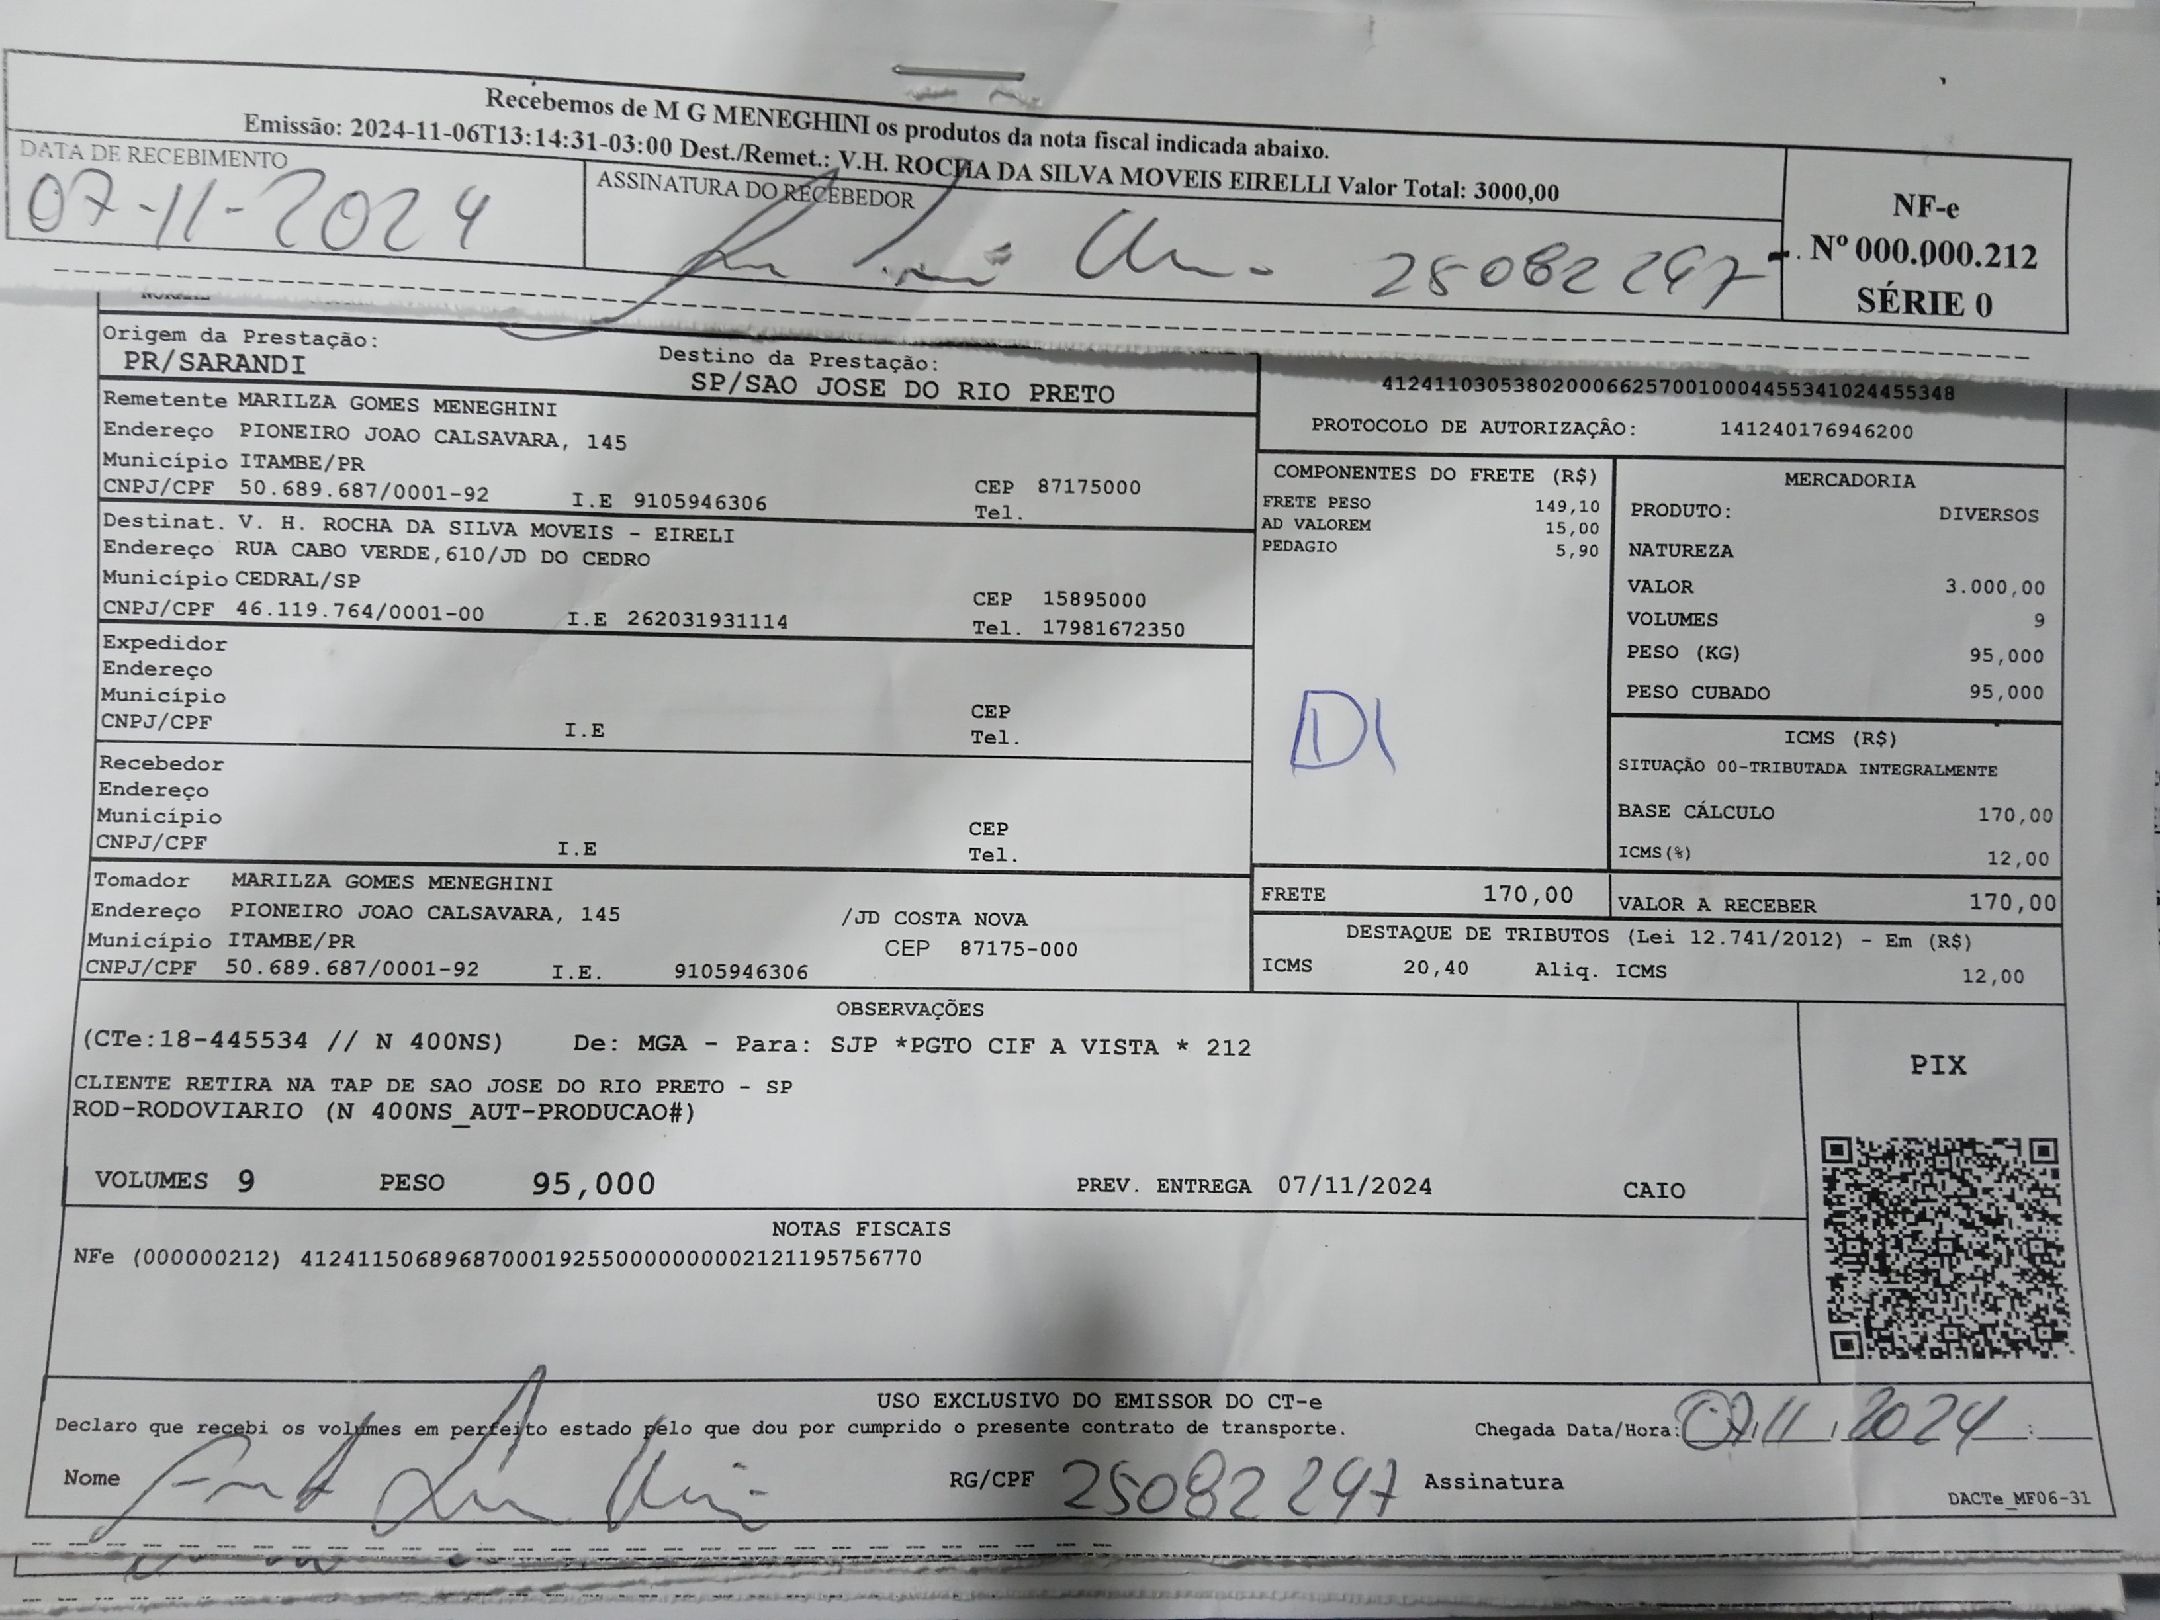 Recebemos de M G MENEGHINI os produtos da nota fiscal indicada abaixo.
Emissão: 2024-11-06T13:14:31-03:00 Dest./Remet.: V.H. ROCHA DA SILVA MOVEIS EIRELLI Valor Total: 3000,00
DATA DE RECEBIMENTO
07-11-2024
ASSINATURA DO RECEBEDOR
25082297
NF-e
Nº 000.000.212
SÉRIE 0
Origem da Prestação:
PR/SARANDI
Destino da Prestação:
SP/SAO JOSE DO RIO PRETO
41241103053802000662570010004455341024455348
PROTOCOLO DE AUTORIZAÇÃO: 141240176946200
Remetente MARILZA GOMES MENEGHINI
Endereço PIONEIRO JOAO CALSAVARA, 145
Município ITAMBE/PR
CEP 87175000
CNPJ/CPF 50.689.687/0001-92 I.E 9105946306 Tel.
Destinat. V. H. ROCHA DA SILVA MOVEIS - EIRELI
Endereço RUA CABO VERDE,610/JD DO CEDRO
Município CEDRAL/SP
CEP 15895000
CNPJ/CPF 46.119.764/0001-00 I.E 262031931114 Tel. 17981672350
Expedidor
Endereço
Município
CEP
CNPJ/CPF I.E Tel.
Recebedor
Endereço
Município
CEP
CNPJ/CPF I.E Tel.
Tomador MARILZA GOMES MENEGHINI
Endereço PIONEIRO JOAO CALSAVARA, 145 /JD COSTA NOVA
Município ITAMBE/PR CEP 87175-000
CNPJ/CPF 50.689.687/0001-92 I.E. 9105946306
COMPONENTES DO FRETE (R$)
FRETE PESO 149,10
AD VALOREM 15,00
PEDAGIO 5,90
MERCADORIA
PRODUTO: DIVERSOS
NATUREZA
VALOR 3.000,00
VOLUMES 9
PESO (KG) 95,000
PESO CUBADO 95,000
ICMS (R$)
SITUAÇÃO 00-TRIBUTADA INTEGRALMENTE
BASE CÁLCULO 170,00
ICMS(%) 12,00
FRETE 170,00
VALOR A RECEBER 170,00
DESTAQUE DE TRIBUTOS (Lei 12.741/2012) - Em (R$)
ICMS 20,40 Aliq. ICMS 12,00
OBSERVAÇÕES
(CTe:18-445534 // N 400NS) De: MGA - Para: SJP *PGTO CIF A VISTA * 212
CLIENTE RETIRA NA TAP DE SAO JOSE DO RIO PRETO - SP
ROD-RODOVIARIO (N 400NS_AUT-PRODUCAO#)
PIX
VOLUMES 9 PESO 95,000 PREV. ENTREGA 07/11/2024 CAIO
NOTAS FISCAIS
NFe (000000212) 41241150689687000192550000000002121195756770
USO EXCLUSIVO DO EMISSOR DO CT-e
Declaro que recebi os volumes em perfeito estado pelo que dou por cumprido o presente contrato de transporte.
Chegada Data/Hora: 07/11/2024
Nome
RG/CPF 25082297 Assinatura
DACTe_MF06-31